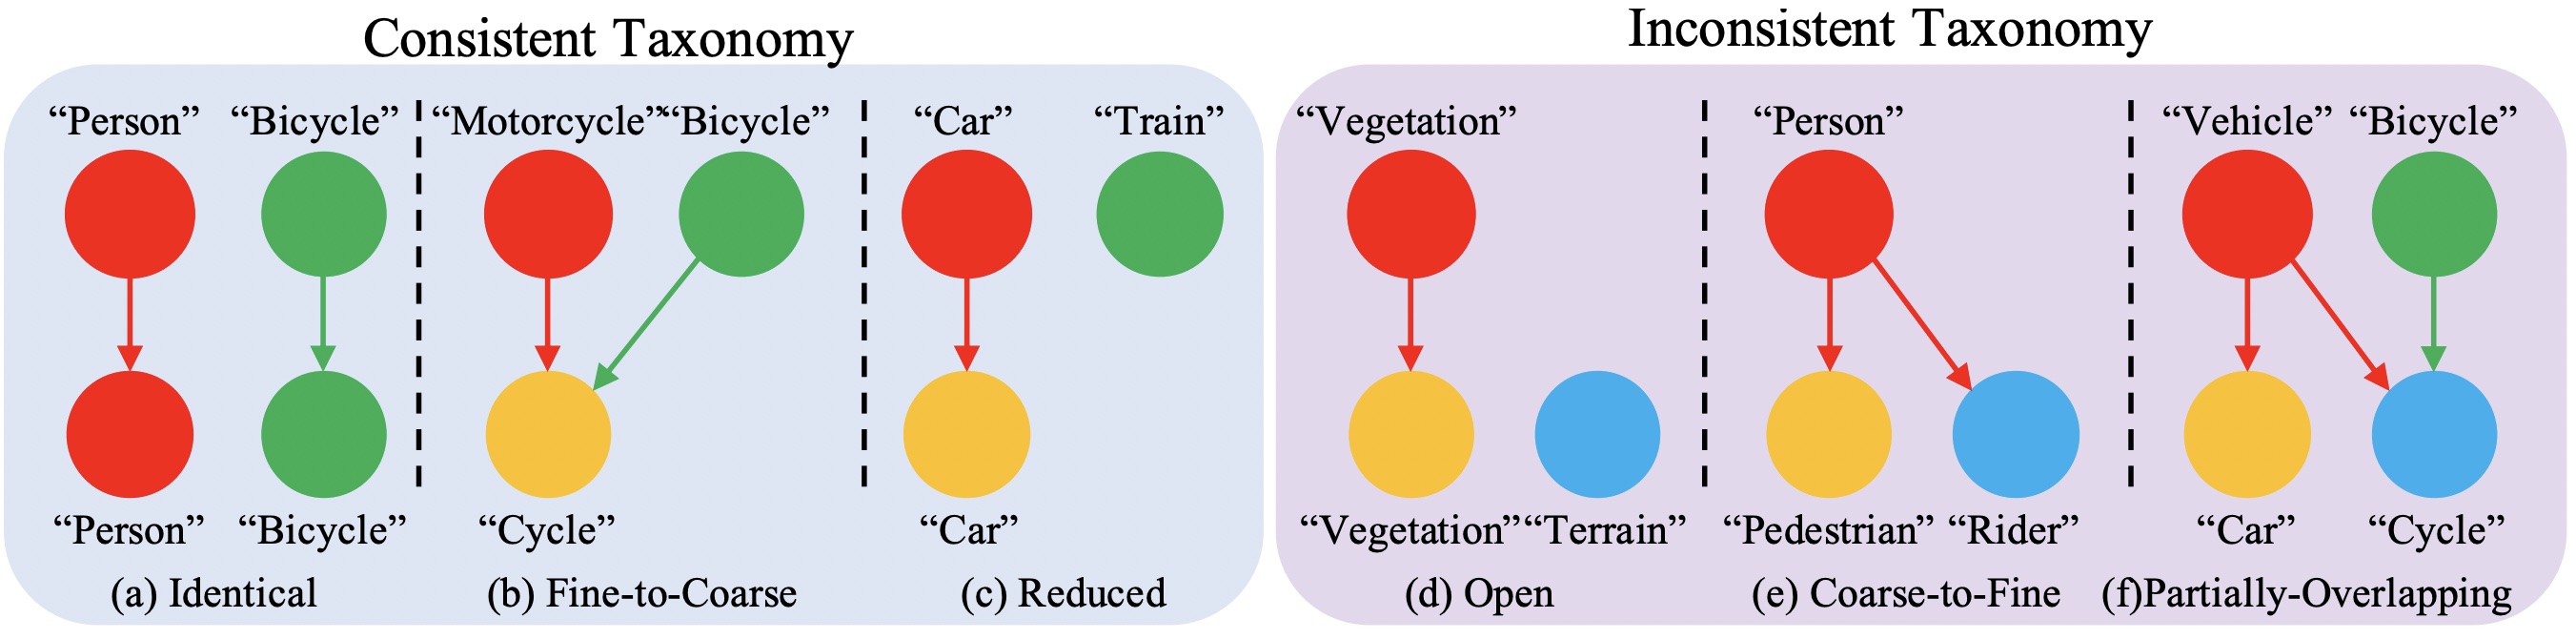 Consistent Taxonomy
Inconsistent Taxonomy
“Person” “Bicycle” “Motorcycle” “Bicycle” “Car” “Train”
“Vegetation” “Person” “Vehicle” “Bicycle”
“Person” “Bicycle” “Cycle” “Car”
“Vegetation” “Terrain” “Pedestrian” “Rider” “Car” “Cycle”
(a) Identical (b) Fine-to-Coarse (c) Reduced
(d) Open (e) Coarse-to-Fine (f)Partially-Overlapping